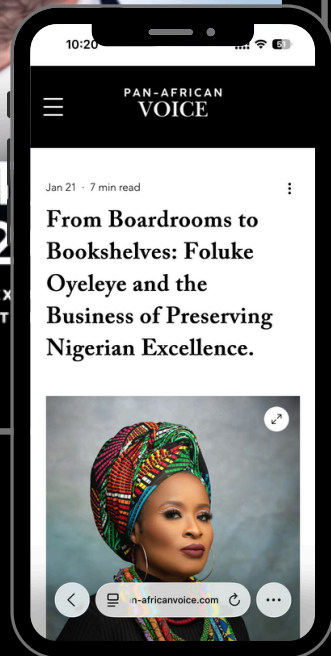 10:20
51
PAN-AFRICAN
VOICE
Jan 21 · 7 min read
From Boardrooms to
Bookshelves: Foluke
Oyeleye and the
Business of Preserving
Nigerian Excellence.
n-africanvoice.com